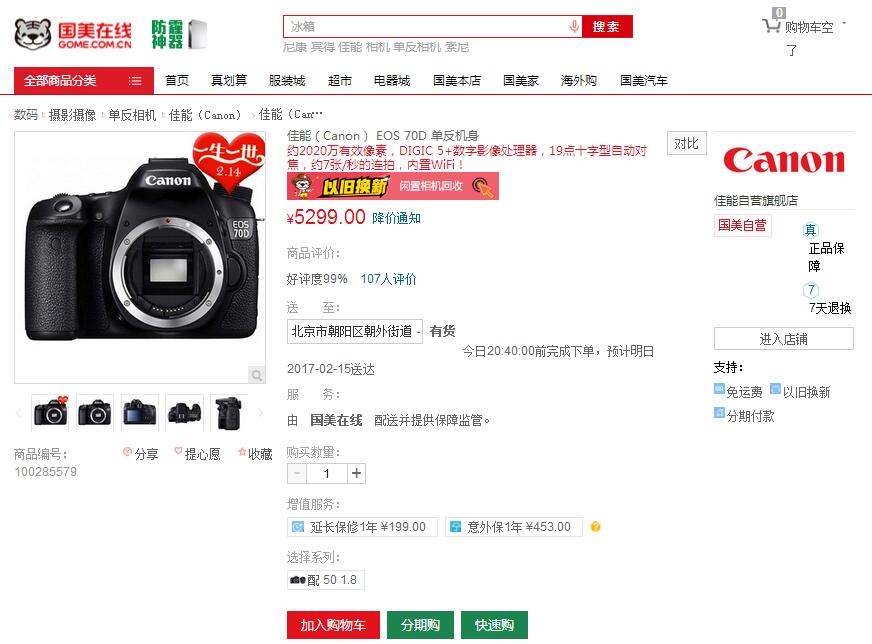 国美在线
GOME.COM.CN
防霾
神器
冰箱
搜索
尼康 宾得 佳能 相机 单反相机 索尼
0
购物车空
了
全部商品分类
首页 真划算 服装城 超市 电器城 国美本店 国美家 海外购 国美汽车
数码 摄影摄像 单反相机 佳能（Canon） 佳能（Can…
佳能（Canon） EOS 70D 单反机身
约2020万有效像素，DIGIC 5+数字影像处理器，19点十字型自动对
焦，约7张/秒的连拍，内置WiFi！
对比
以旧换新 闲置相机回收
¥5299.00 降价通知
商品评价：
好评度99% 107人评价
送 至：
北京市朝阳区朝外街道 - 有货
今日20:40:00前完成下单，预计明日
2017-02-15送达
服 务：
由 国美在线 配送并提供保障监管。
购买数量：
- 1 +
增值服务：
延长保修1年 ¥199.00 意外保1年 ¥453.00 ?
选择系列：
配 50 1.8
加入购物车 分期购 快速购
一生一世
2.14
Canon
EOS
70D
商品编号：
100285579
分享 提心愿 收藏
Canon
佳能自营旗舰店
国美自营
真
正品保
障
7
7天退换
进入店铺
支持：
免运费 以旧换新
分期付款